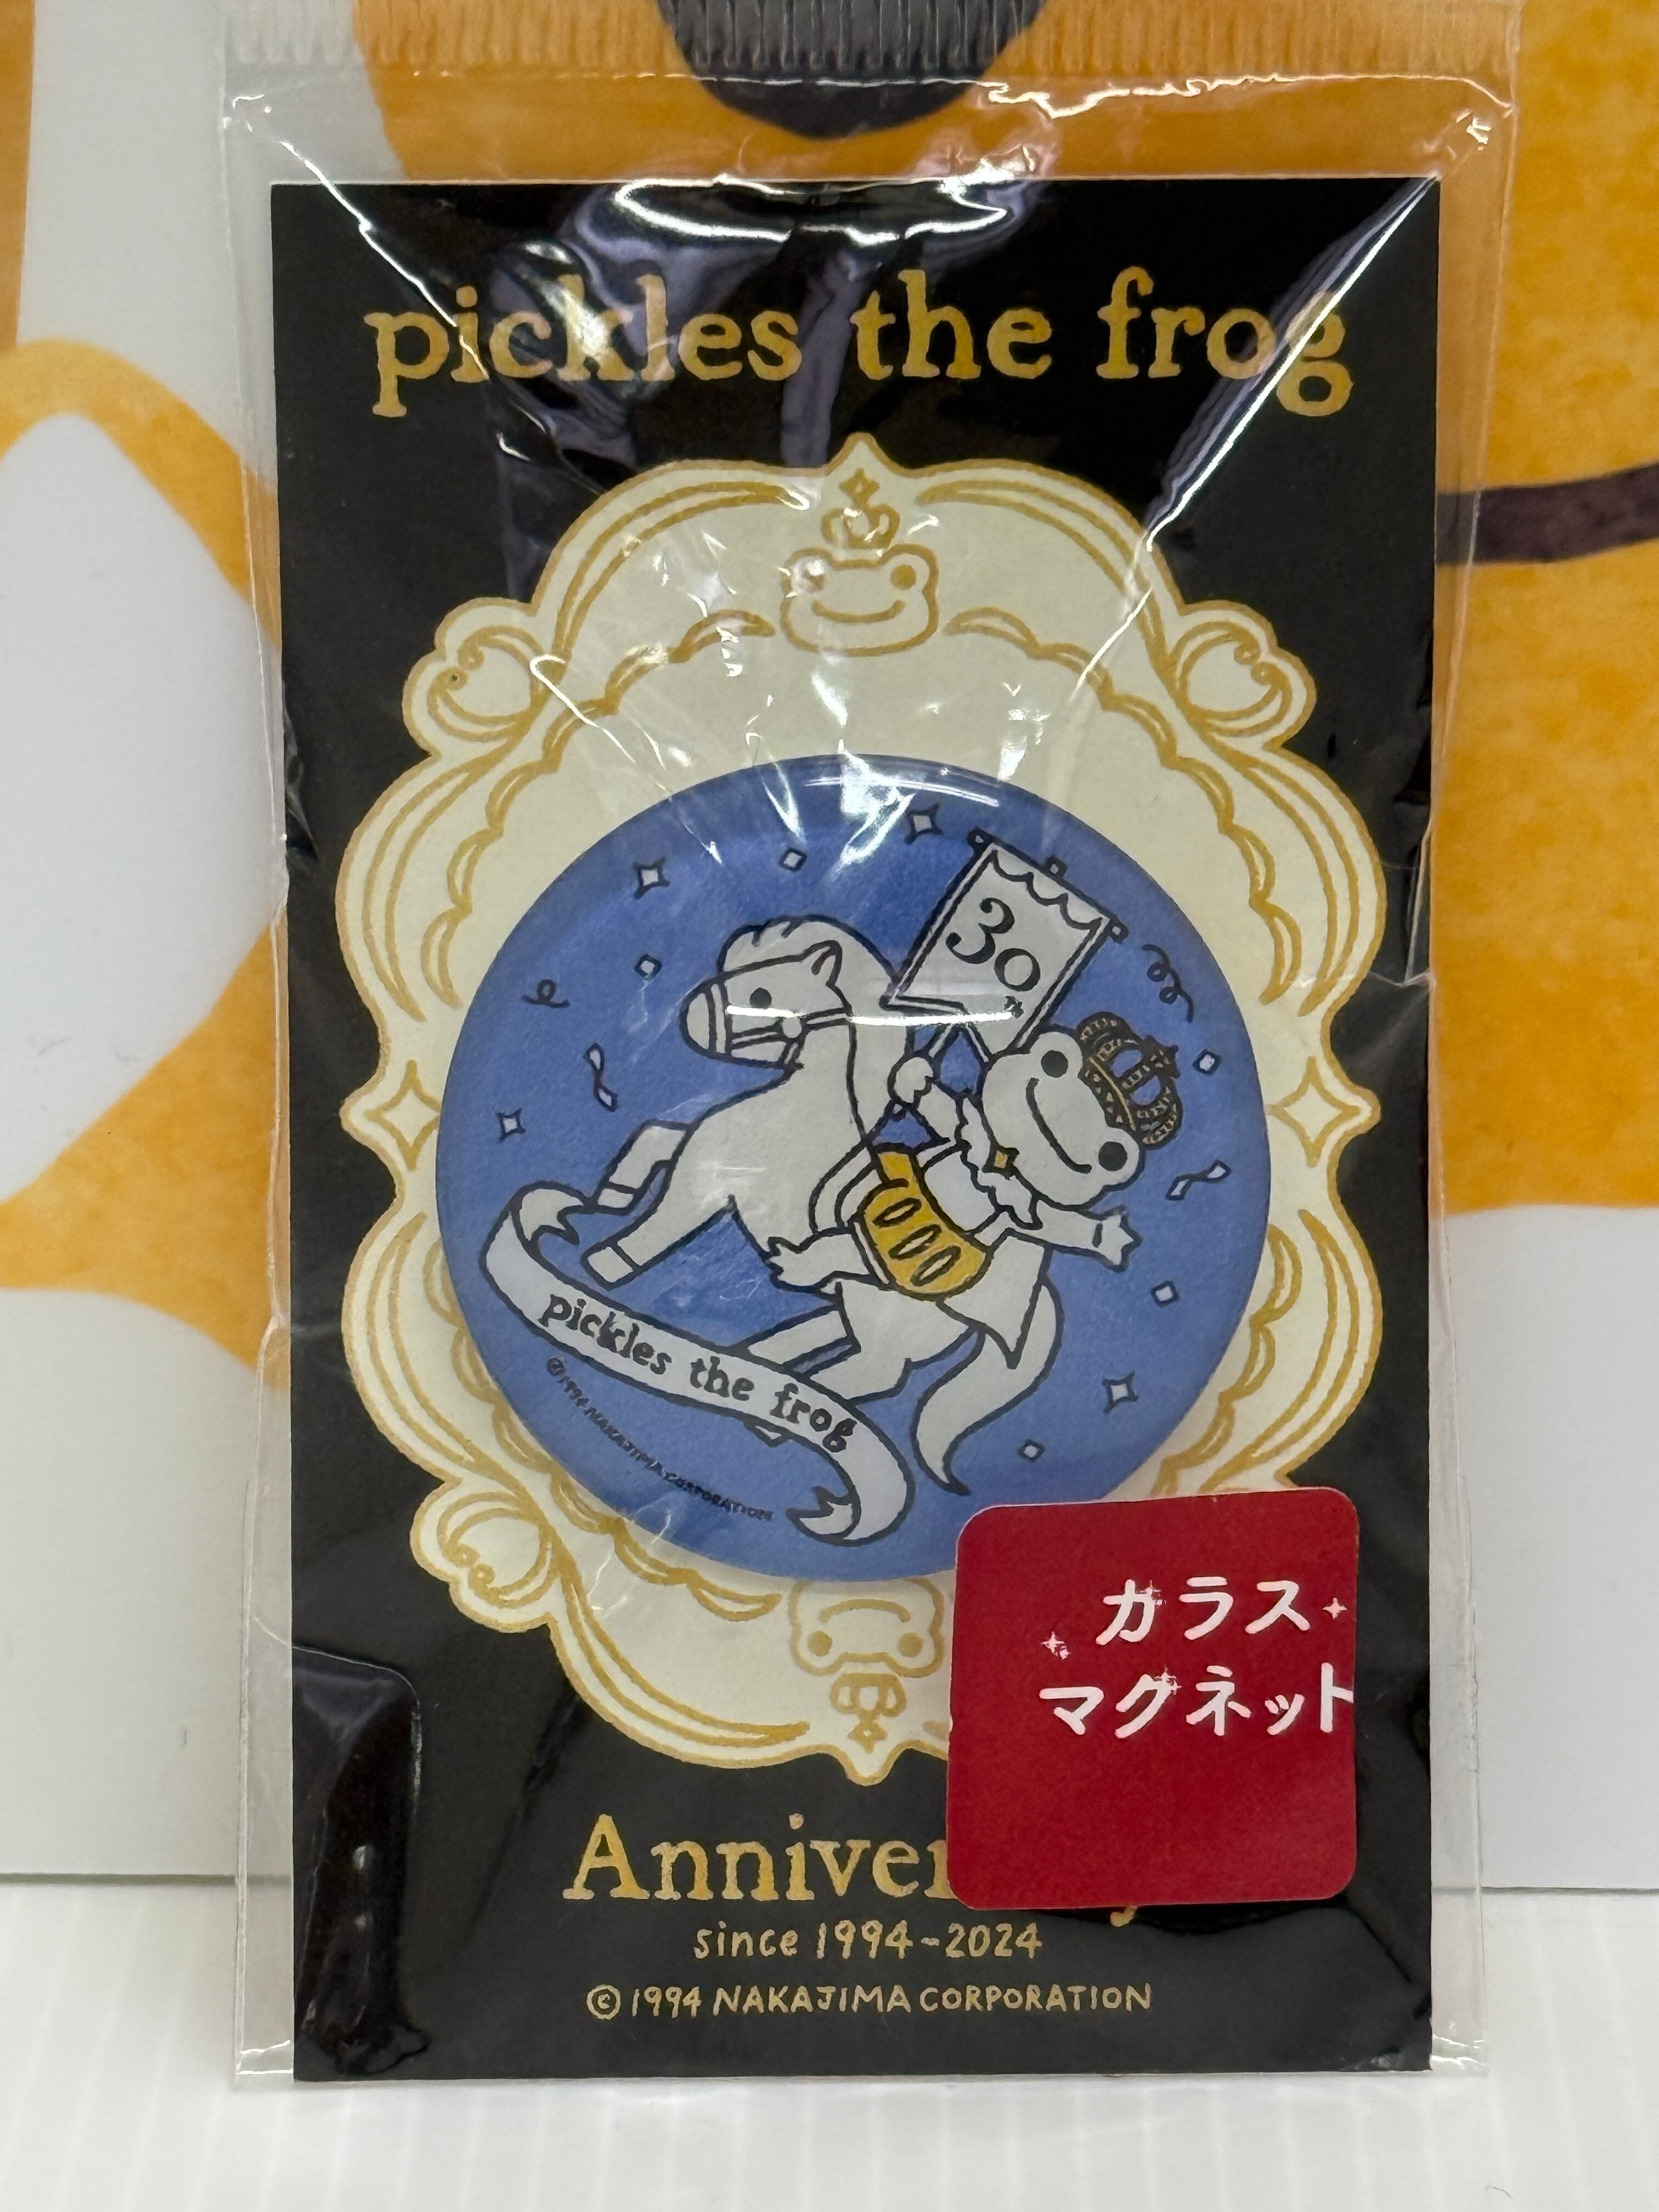 pickles the frog
30th
pickles the frog
©1994 NAKAJIMA CORPORATION
ガラス
マグネット
since 1994-2024
©1994 NAKAJIMA CORPORATION